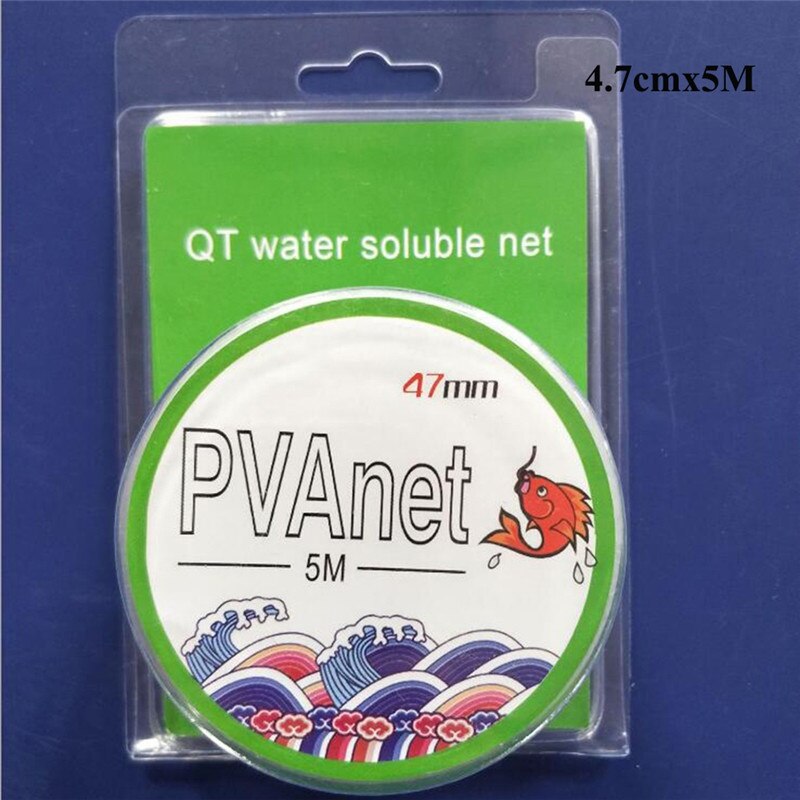 4.7cmx5M
QT water soluble net
47mm
PVAnet
5M